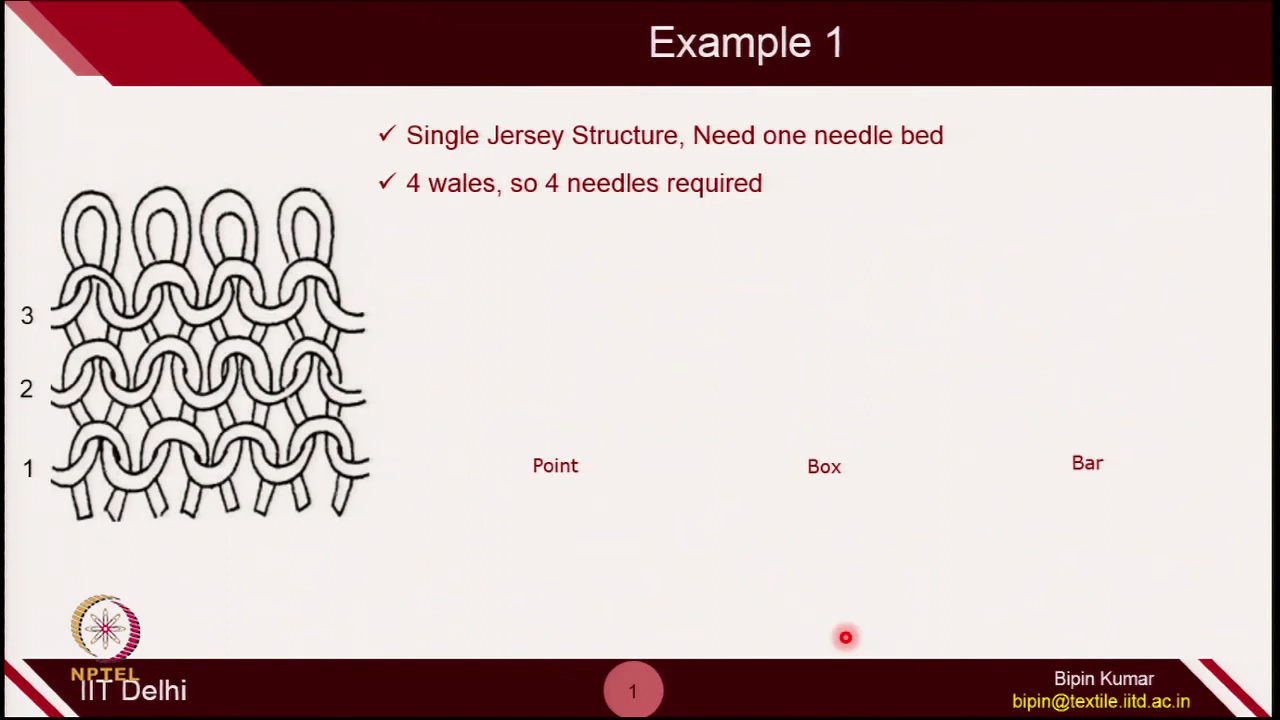 Example 1
✓ Single Jersey Structure, Need one needle bed
✓ 4 wales, so 4 needles required
3
2
1
Point
Box
Bar
NPTEL
IIT Delhi
1
Bipin Kumar
bipin@textile.iitd.ac.in